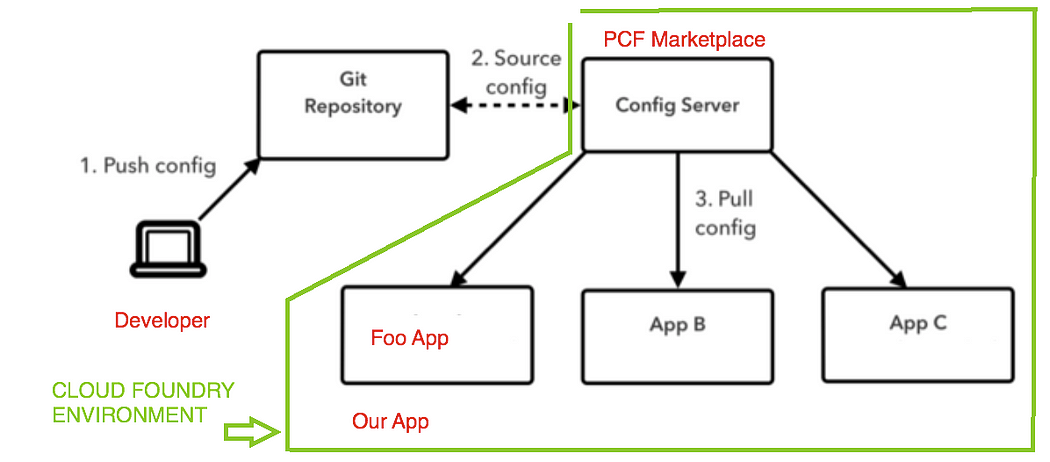 PCF Marketplace
Git
Repository
2. Source
config
Config Server
1. Push config
3. Pull
config
Developer
Foo App
App B
App C
CLOUD FOUNDRY
ENVIRONMENT
Our App